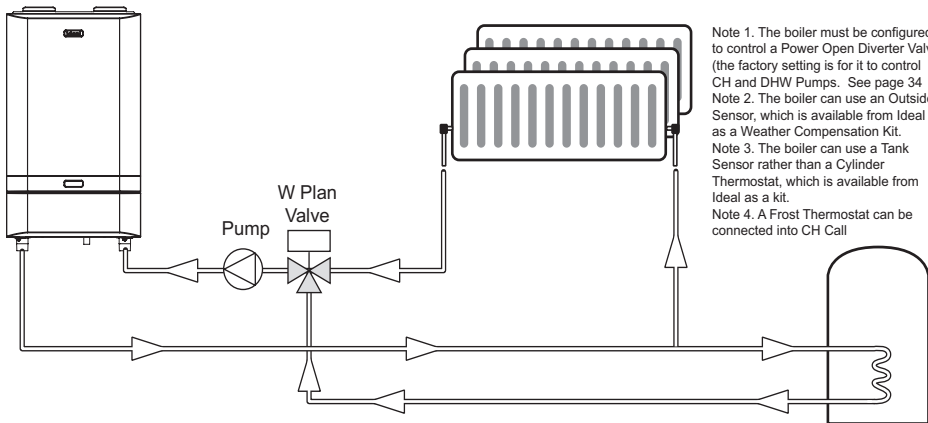 Note 1. The boiler must be configured
to control a Power Open Diverter Valv
(the factory setting is for it to control
CH and DHW Pumps. See page 34
Note 2. The boiler can use an Outside
Sensor, which is available from Ideal
as a Weather Compensation Kit.
Note 3. The boiler can use a Tank
Sensor rather than a Cylinder
Thermostat, which is available from
Ideal as a kit.
Note 4. A Frost Thermostat can be
connected into CH Call
W Plan
Valve
Pump